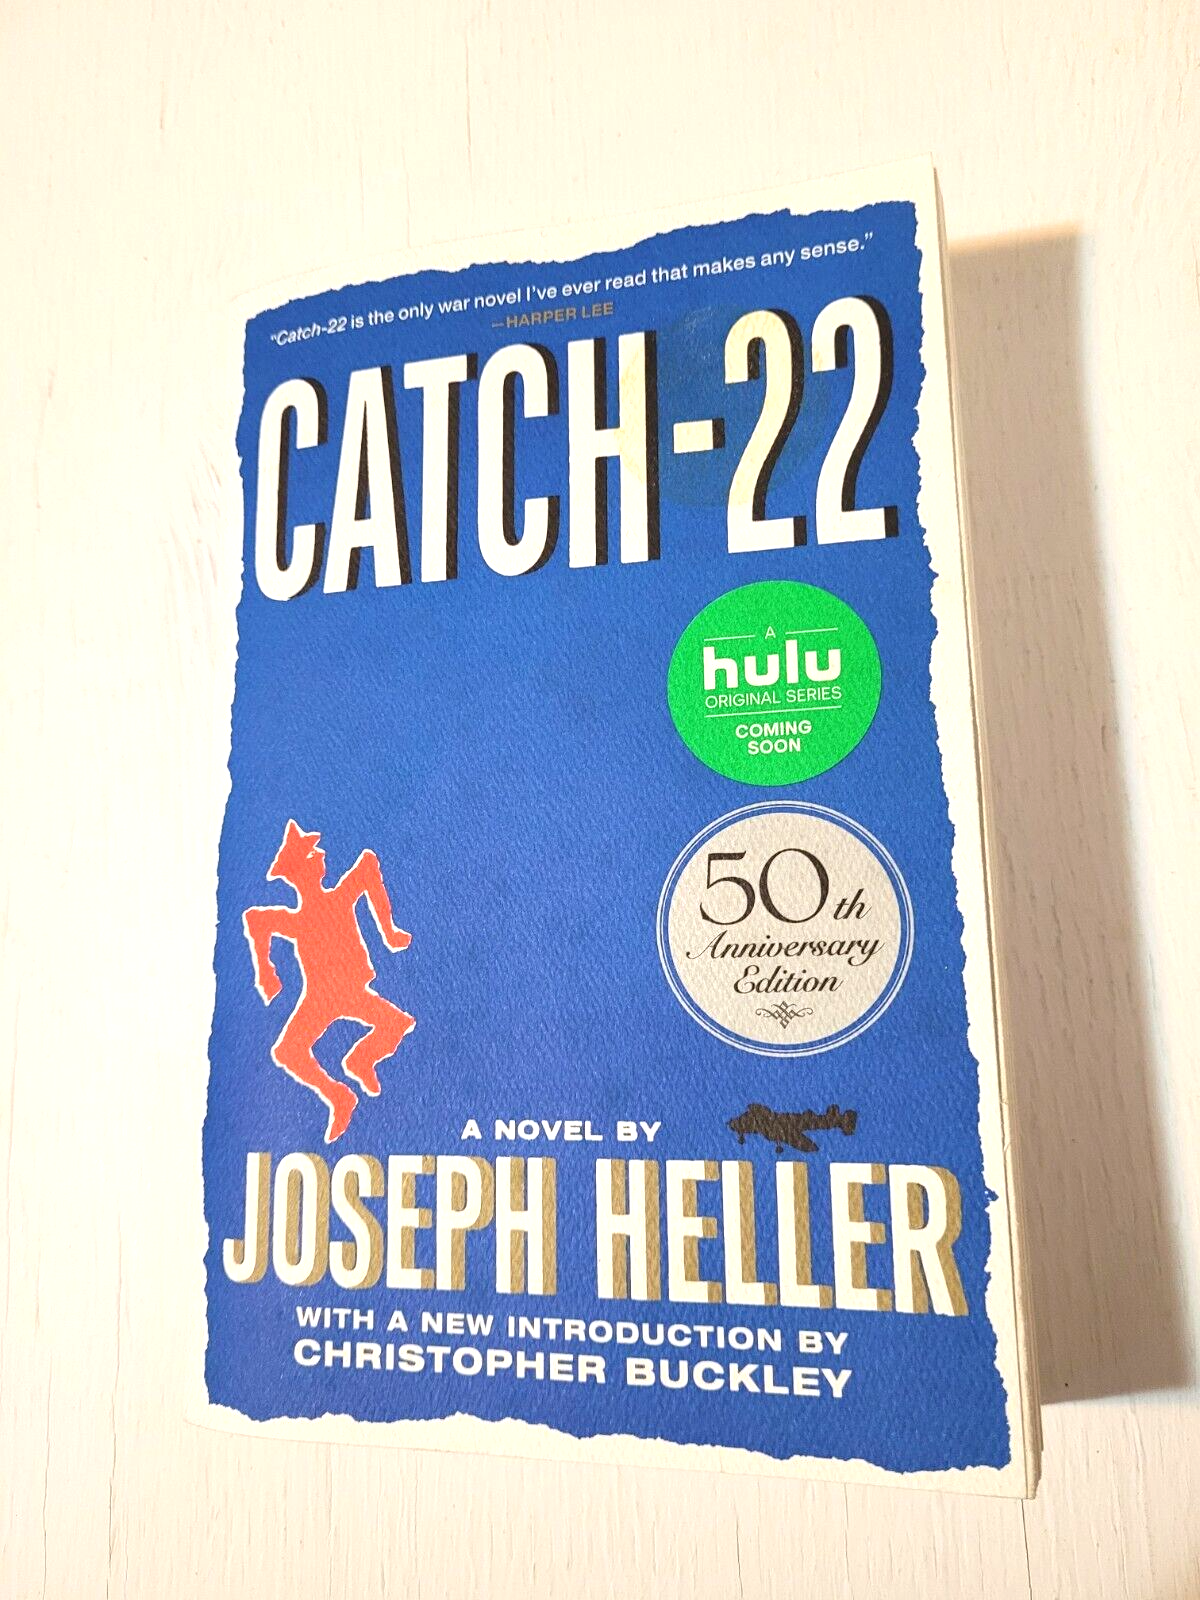 "Catch-22 is the only war novel I've ever read that makes any sense."
—HARPER LEE
CATCH-22
A
hulu
ORIGINAL SERIES
COMING
SOON
50th
Anniversary
Edition
A NOVEL BY
JOSEPH HELLER
WITH A NEW INTRODUCTION BY
CHRISTOPHER BUCKLEY